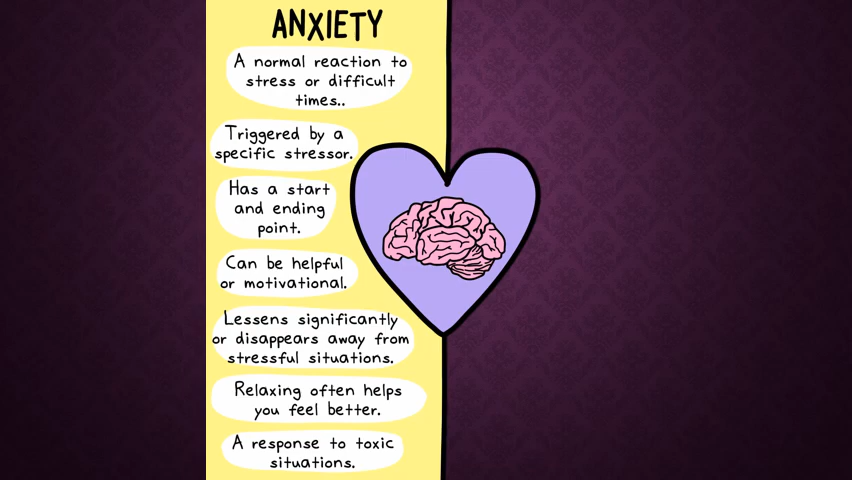 ANXIETY
A normal reaction to
stress or difficult
times..
Triggered by a
specific stressor.
Has a start
and ending
point.
Can be helpful
or motivational.
Lessens significantly
or disappears away from
stressful situations.
Relaxing often helps
you feel better.
A response to toxic
situations.